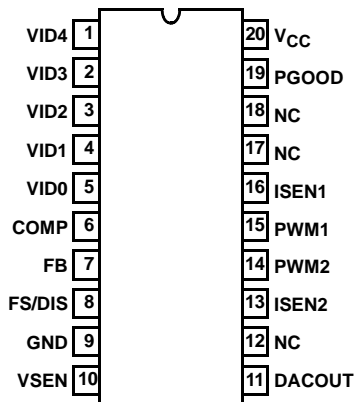 VID4 1 20 VCC
VID3 2 19 PGOOD
VID2 3 18 NC
VID1 4 17 NC
VID0 5 16 ISEN1
COMP 6 15 PWM1
FB 7 14 PWM2
FS/DIS 8 13 ISEN2
GND 9 12 NC
VSEN 10 11 DACOUT